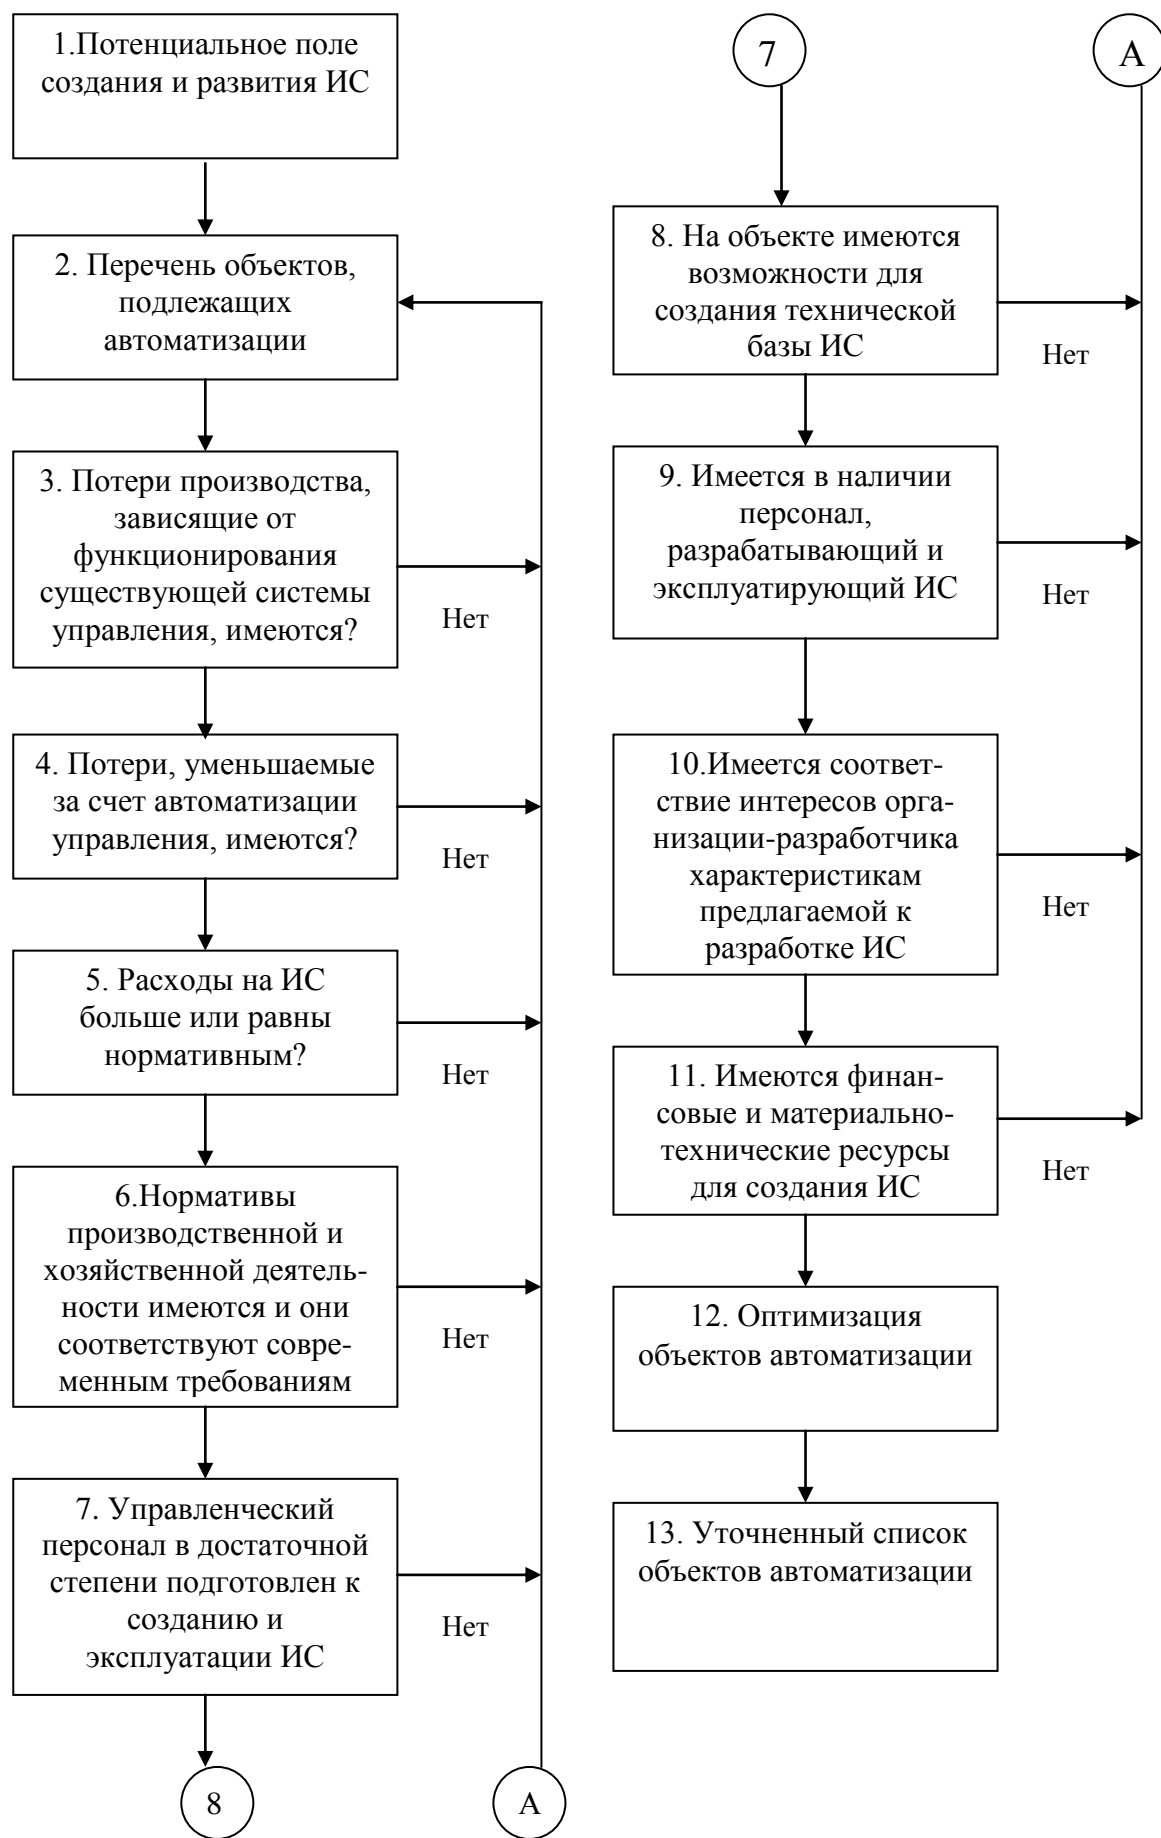 1.Потенциальное поле
создания и развития ИС
2. Перечень объектов,
подлежащих
автоматизации
3. Потери производства,
зависящие от
функционирования
существующей системы
управления, имеются?
Нет
4. Потери, уменьшаемые
за счет автоматизации
управления, имеются?
Нет
5. Расходы на ИС
больше или равны
нормативным?
Нет
6.Нормативы
производственной и
хозяйственной деятель-
ности имеются и они
соответствуют совре-
менным требованиям
Нет
7. Управленческий
персонал в достаточной
степени подготовлен к
созданию и
эксплуатации ИС
Нет
8
А
7
А
8. На объекте имеются
возможности для
создания технической
базы ИС
Нет
9. Имеется в наличии
персонал,
разрабатывающий и
эксплуатирующий ИС
Нет
10.Имеется соответ-
ствие интересов орга-
низации-разработчика
характеристикам
предлагаемой к
разработке ИС
Нет
11. Имеются финан-
совые и материально-
технические ресурсы
для создания ИС
Нет
12. Оптимизация
объектов автоматизации
13. Уточненный список
объектов автоматизации